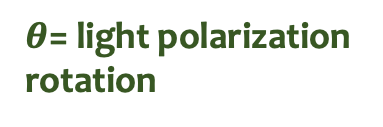 θ= light polarization
rotation